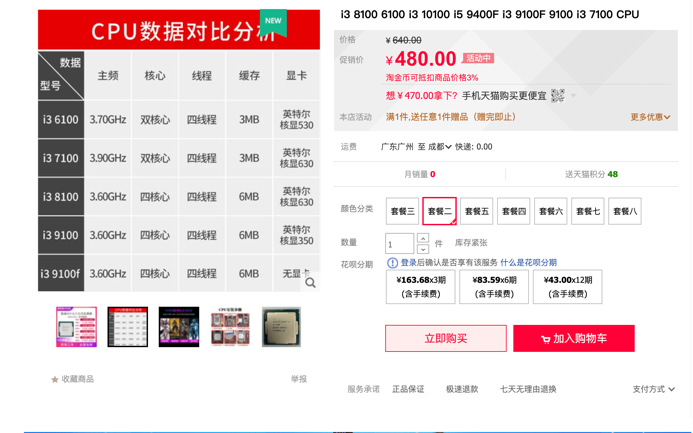 i3 8100 6100 i3 10100 i5 9400F i3 9100F 9100 i3 7100 CPU
NEW
CPU数据对比分析
数据
型号
主频
核心
线程
缓存
显卡
i3 6100
3.70GHz
双核心
四线程
3MB
英特尔
核显530
i3 7100
3.90GHz
双核心
四线程
3MB
英特尔
核显630
i3 8100
3.60GHz
四核心
四线程
6MB
英特尔
核显630
i3 9100
3.60GHz
四核心
四线程
6MB
英特尔
核显350
i3 9100f
3.60GHz
四核心
四线程
6MB
无显卡
收藏商品
举报
价格
¥ 640.00
促销价
¥ 480.00 活动中
淘金币可抵扣商品价格3%
想¥470.00拿下? 手机天猫购买更便宜
本店活动
满1件,送任意1件赠品（赠完即止）
更多优惠
运费
广东广州 至 成都 快递: 0.00
月销量 0
送天猫积分 48
颜色分类
套餐三
套餐二
套餐五
套餐四
套餐六
套餐七
套餐八
数量
1
件
库存紧张
花呗分期
登录后确认是否享有该服务 什么是花呗分期
¥163.68x3期
(含手续费)
¥83.59x6期
(含手续费)
¥43.00x12期
(含手续费)
立即购买
加入购物车
服务承诺
正品保证
极速退款
七天无理由退换
支付方式